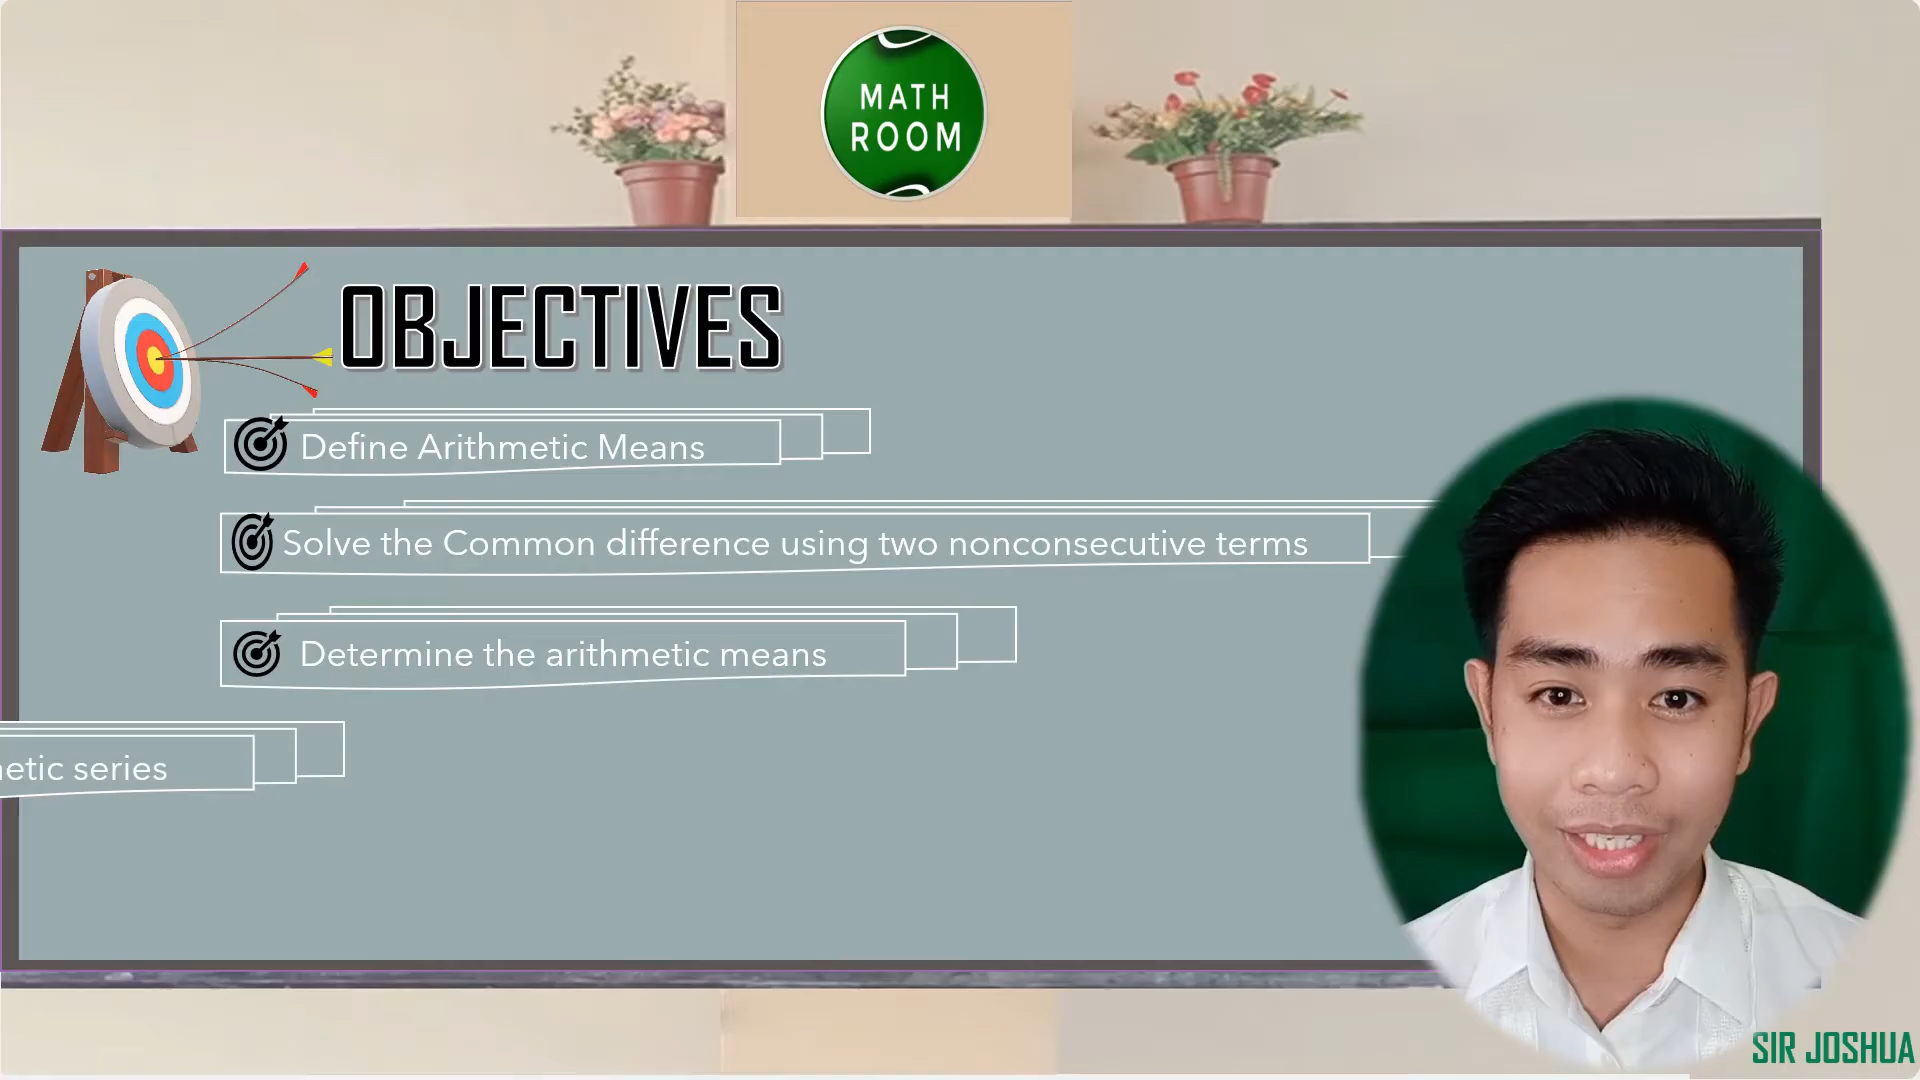 MATH
ROOM
OBJECTIVES
Define Arithmetic Means
Solve the Common difference using two nonconsecutive terms
Determine the arithmetic means
etic series
SIR JOSHUA